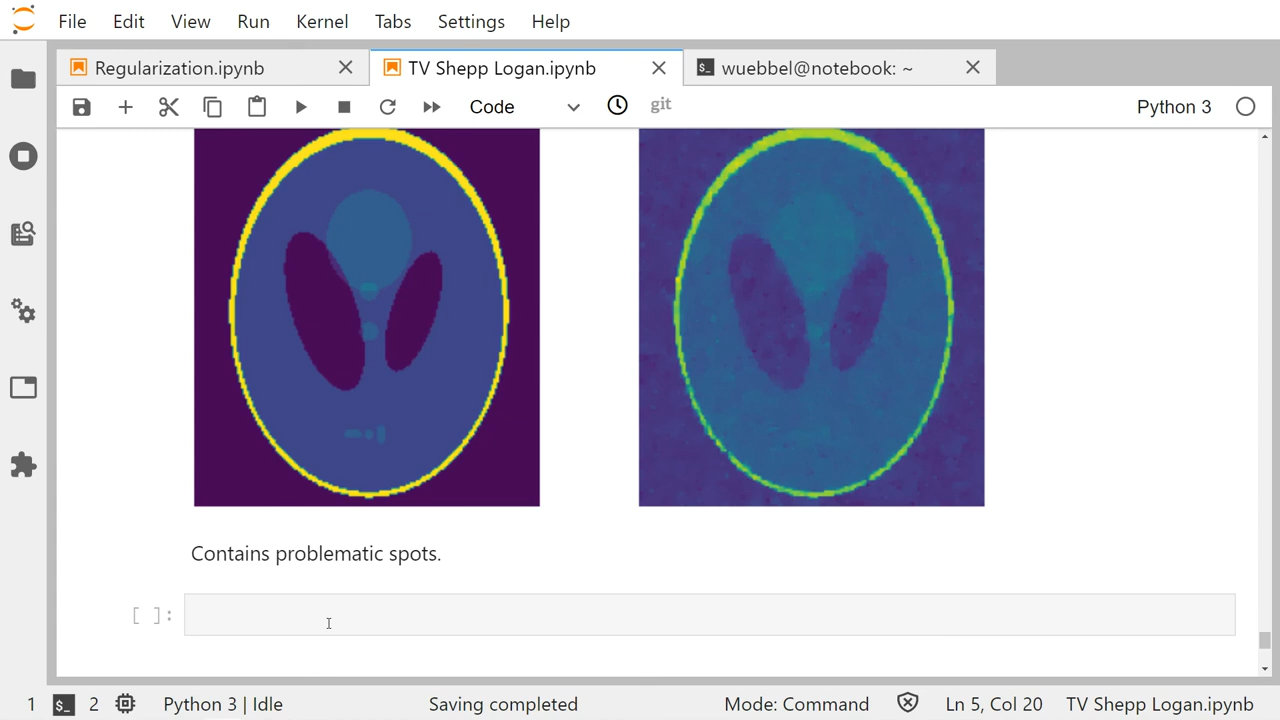 File Edit View Run Kernel Tabs Settings Help
Regularization.ipynb TV Shepp Logan.ipynb $_ wuebbel@notebook: ~
Code git Python 3
Contains problematic spots.
[ ]:
1 $_ 2 Python 3 | Idle Saving completed Mode: Command Ln 5, Col 20 TV Shepp Logan.ipynb